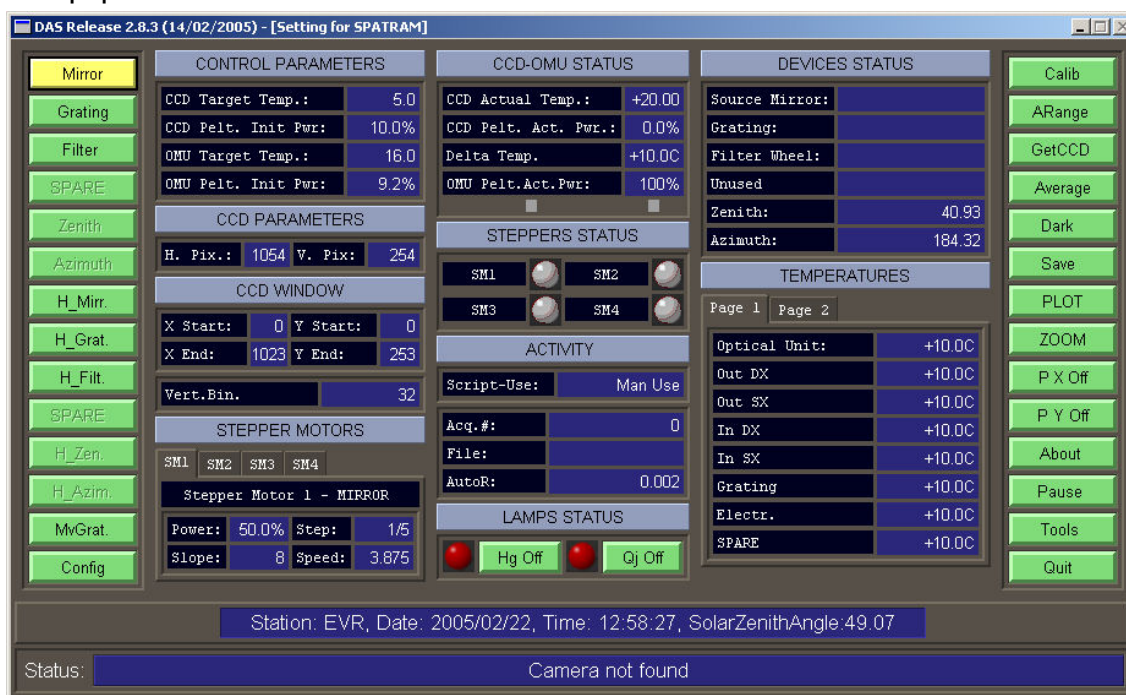 DAS Release 2.8.3 (14/02/2005) - [Setting for SPATRAM]
Mirror
Grating
Filter
SPARE
Zenith
Azimuth
H_Mirr.
H_Grat.
H_Filt.
SPARE
H_Zen.
H_Azim.
MvGrat.
Config
CONTROL PARAMETERS
CCD Target Temp.: 5.0
CCD Pelt. Init Pwr: 10.0%
OMU Target Temp.: 16.0
OMU Pelt. Init Pwr: 9.2%
CCD PARAMETERS
H. Pix.: 1054 V. Pix: 254
CCD WINDOW
X Start: 0 Y Start: 0
X End: 1023 Y End: 253
Vert.Bin. 32
STEPPER MOTORS
SM1 SM2 SM3 SM4
Stepper Motor 1 - MIRROR
Power: 50.0% Step: 1/5
Slope: 8 Speed: 3.875
CCD-OMU STATUS
CCD Actual Temp.: +20.00
CCD Pelt. Act. Pwr.: 0.0%
Delta Temp. +10.0C
OMU Pelt.Act.Pwr: 100%
STEPPERS STATUS
SM1 SM2
SM3 SM4
ACTIVITY
Script-Use: Man Use
Acq.#: 0
File:
AutoR: 0.002
LAMPS STATUS
Hg Off Qj Off
DEVICES STATUS
Source Mirror:
Grating:
Filter Wheel:
Unused
Zenith: 40.93
Azimuth: 184.32
TEMPERATURES
Page 1 Page 2
Optical Unit: +10.0C
Out DX +10.0C
Out SX +10.0C
In DX +10.0C
In SX +10.0C
Grating +10.0C
Electr. +10.0C
SPARE +10.0C
Calib
ARange
GetCCD
Average
Dark
Save
PLOT
ZOOM
P X Off
P Y Off
About
Pause
Tools
Quit
Station: EVR, Date: 2005/02/22, Time: 12:58:27, SolarZenithAngle:49.07
Status: Camera not found